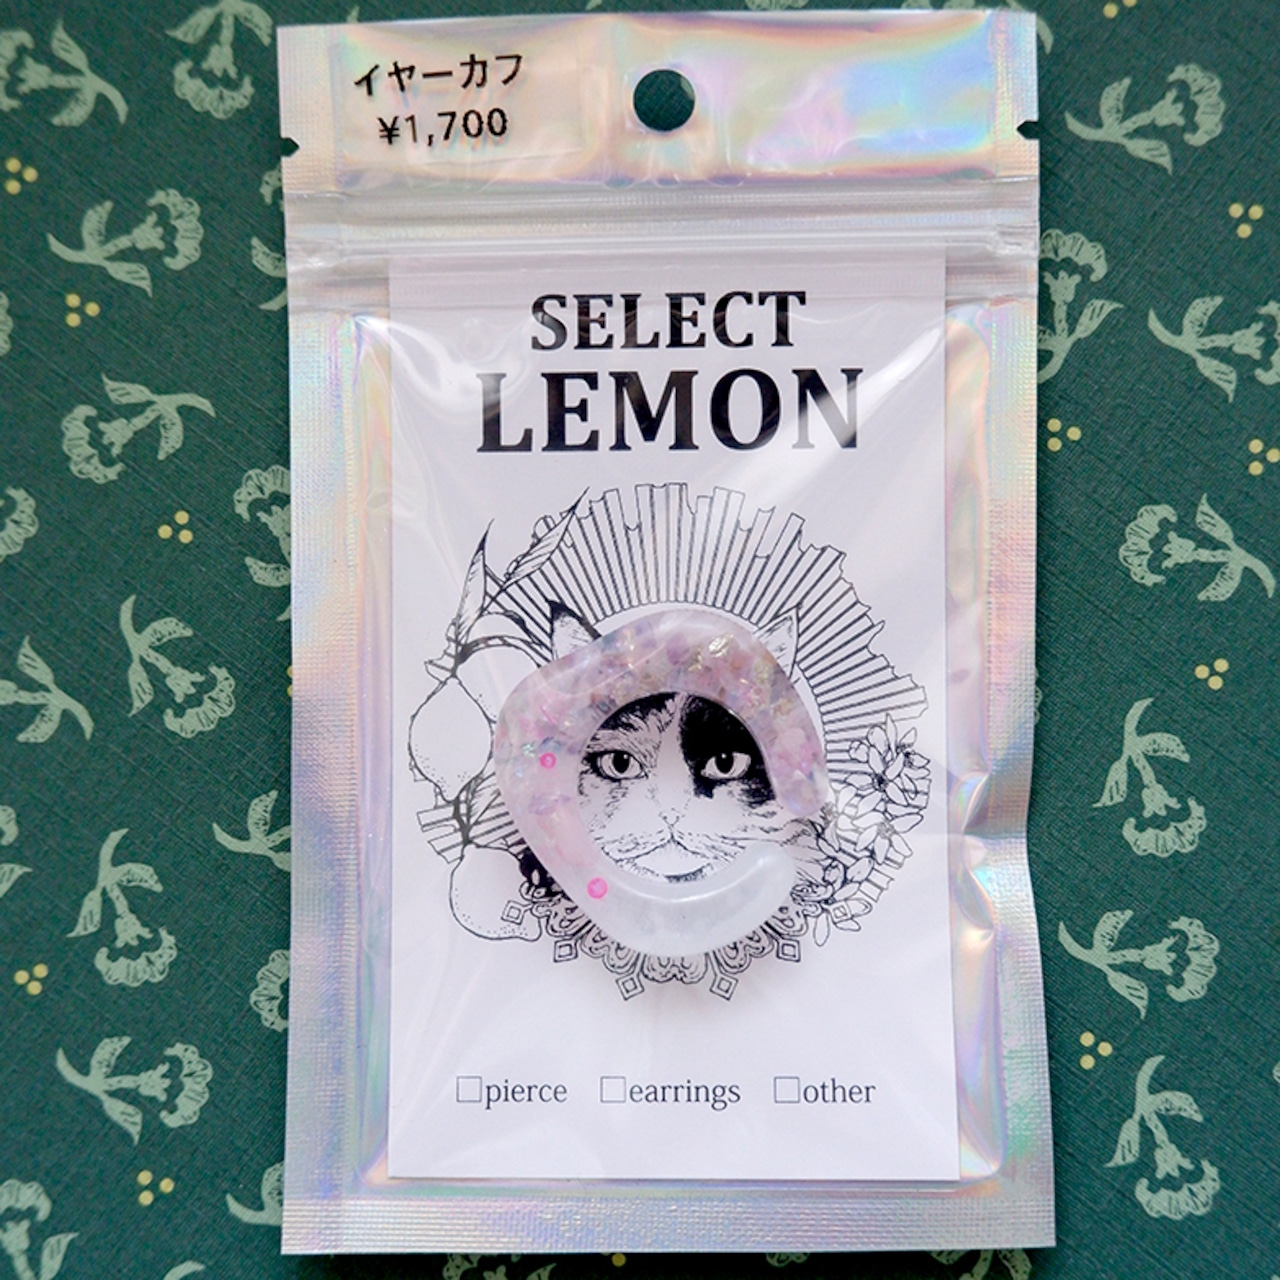 イヤーカフ
¥1,700
SELECT
LEMON
□pierce □earrings □other